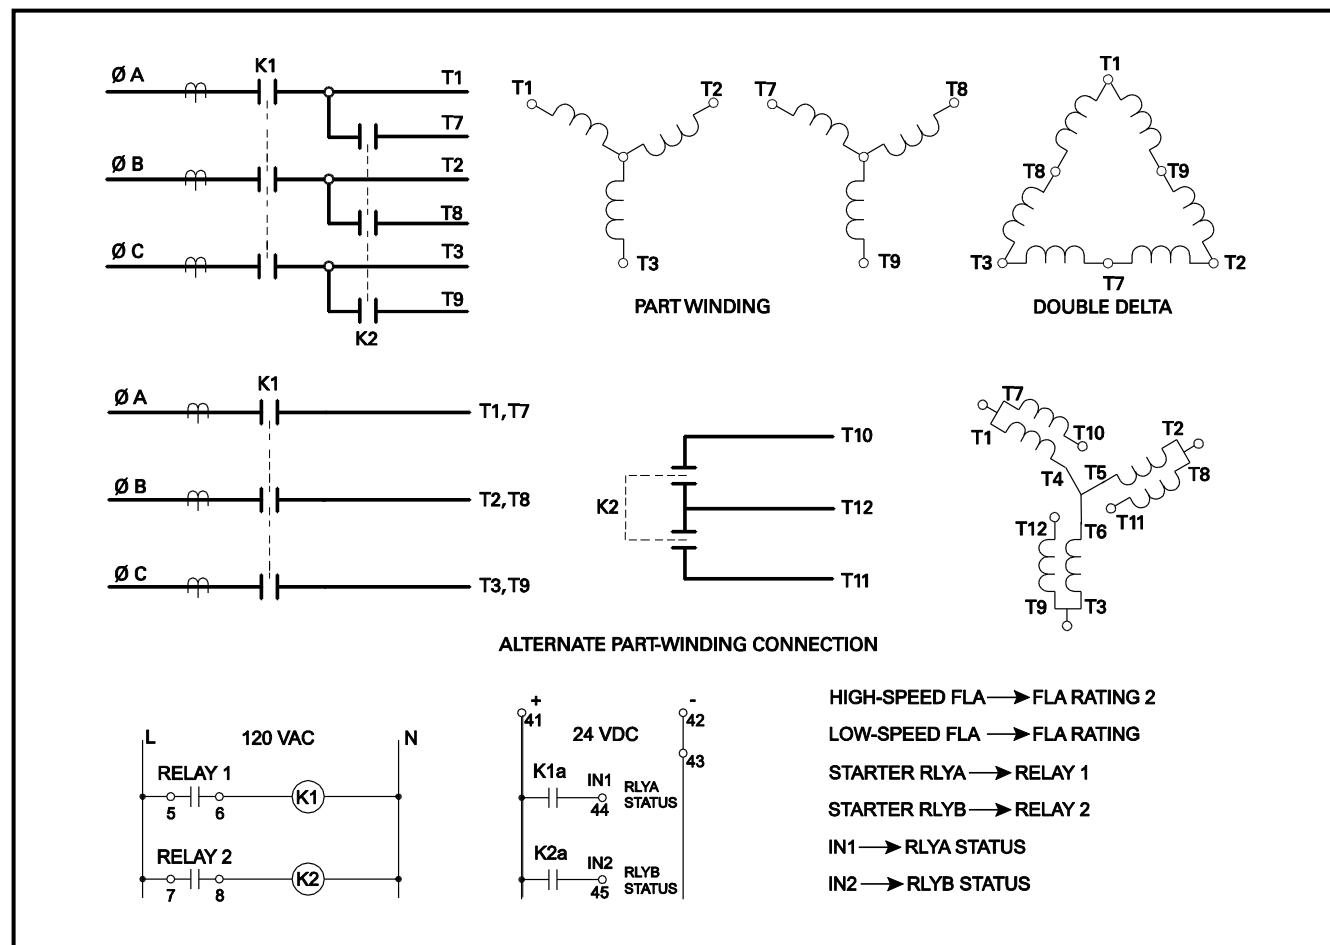 K1
Ø A
T1
T7
Ø B
T2
T8
Ø C
T3
T9
K2
T1
T2
T3
T7
T8
T9
PART WINDING
T1
T8
T9
T3
T7
T2
DOUBLE DELTA
K1
Ø A
T1, T7
Ø B
T2, T8
Ø C
T3, T9
K2
T10
T12
T11
T7
T1
T10
T4
T5
T2
T8
T11
T12
T6
T9
T3
ALTERNATE PART-WINDING CONNECTION
L
120 VAC
N
RELAY 1
5
6
K1
RELAY 2
7
8
K2
+
41
24 VDC
-
42
43
K1a
IN1
44
RLYA
STATUS
K2a
IN2
45
RLYB
STATUS
HIGH-SPEED FLA → FLA RATING 2
LOW-SPEED FLA → FLA RATING
STARTER RLYA → RELAY 1
STARTER RLYB → RELAY 2
IN1 → RLYA STATUS
IN2 → RLYB STATUS